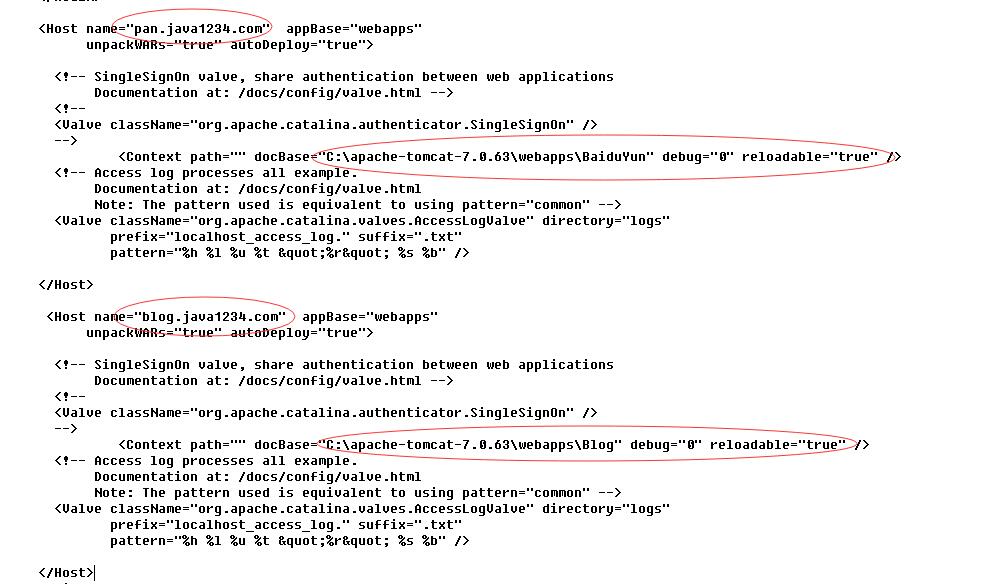 <Host name="pan.java1234.com"  appBase="webapps"
unpackWARs="true" autoDeploy="true">
<!-- SingleSignOn valve, share authentication between web applications
Documentation at: /docs/config/valve.html -->
<!--
<Valve className="org.apache.catalina.authenticator.SingleSignOn" />
-->
<Context path="" docBase="C:\apache-tomcat-7.0.63\webapps\BaiduYun" debug="0" reloadable="true" />
<!-- Access log processes all example.
Documentation at: /docs/config/valve.html
Note: The pattern used is equivalent to using pattern="common" -->
<Valve className="org.apache.catalina.valves.AccessLogValve" directory="logs"
prefix="localhost_access_log." suffix=".txt"
pattern="%h %l %u %t &quot;%r&quot; %s %b" />
</Host>
<Host name="blog.java1234.com"  appBase="webapps"
unpackWARs="true" autoDeploy="true">
<!-- SingleSignOn valve, share authentication between web applications
Documentation at: /docs/config/valve.html -->
<!--
<Valve className="org.apache.catalina.authenticator.SingleSignOn" />
-->
<Context path="" docBase="C:\apache-tomcat-7.0.63\webapps\Blog" debug="0" reloadable="true" />
<!-- Access log processes all example.
Documentation at: /docs/config/valve.html
Note: The pattern used is equivalent to using pattern="common" -->
<Valve className="org.apache.catalina.valves.AccessLogValve" directory="logs"
prefix="localhost_access_log." suffix=".txt"
pattern="%h %l %u %t &quot;%r&quot; %s %b" />
</Host>